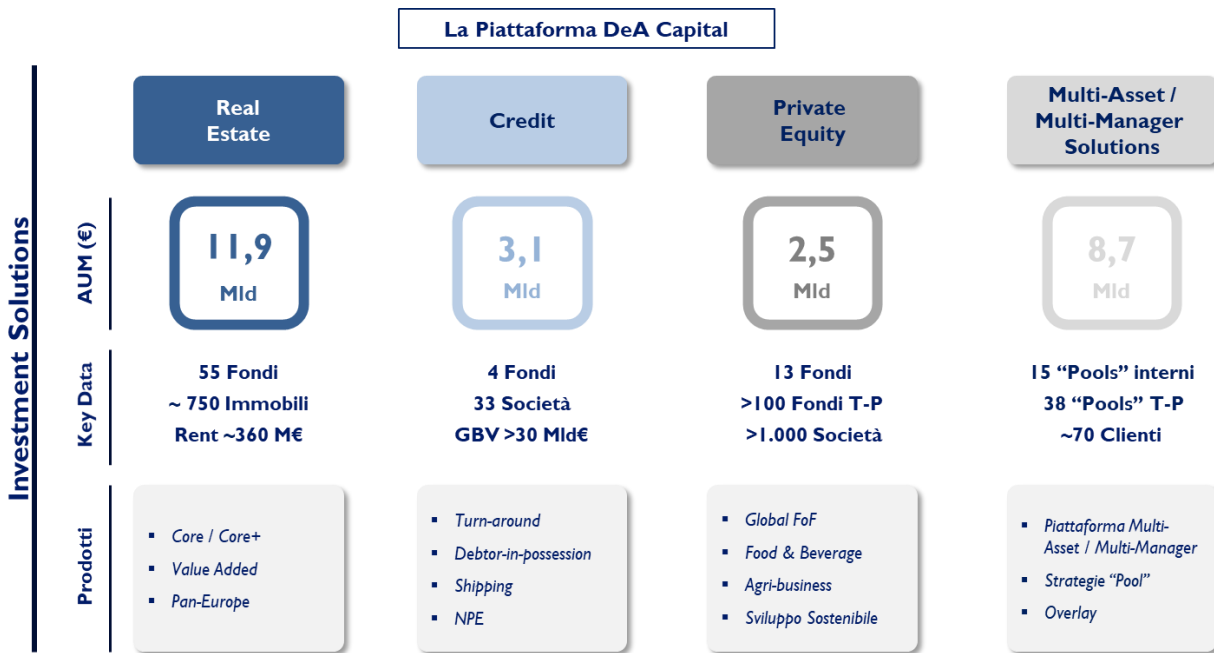 La Piattaforma DeA Capital
Investment Solutions
Real
Estate
Credit
Private
Equity
Multi-Asset /
Multi-Manager
Solutions
AUM (€)
11,9
Mld
3,1
Mld
2,5
Mld
8,7
Mld
Key Data
55 Fondi
~ 750 Immobili
Rent ~360 M€
4 Fondi
33 Società
GBV >30 Mld€
13 Fondi
>100 Fondi T-P
>1.000 Società
15 “Pools” interni
38 “Pools” T-P
~70 Clienti
Prodotti
▪ Core / Core+
▪ Value Added
▪ Pan-Europe
▪ Turn-around
▪ Debtor-in-possession
▪ Shipping
▪ NPE
▪ Global FoF
▪ Food & Beverage
▪ Agri-business
▪ Sviluppo Sostenibile
▪ Piattaforma Multi-
Asset / Multi-Manager
▪ Strategie “Pool”
▪ Overlay